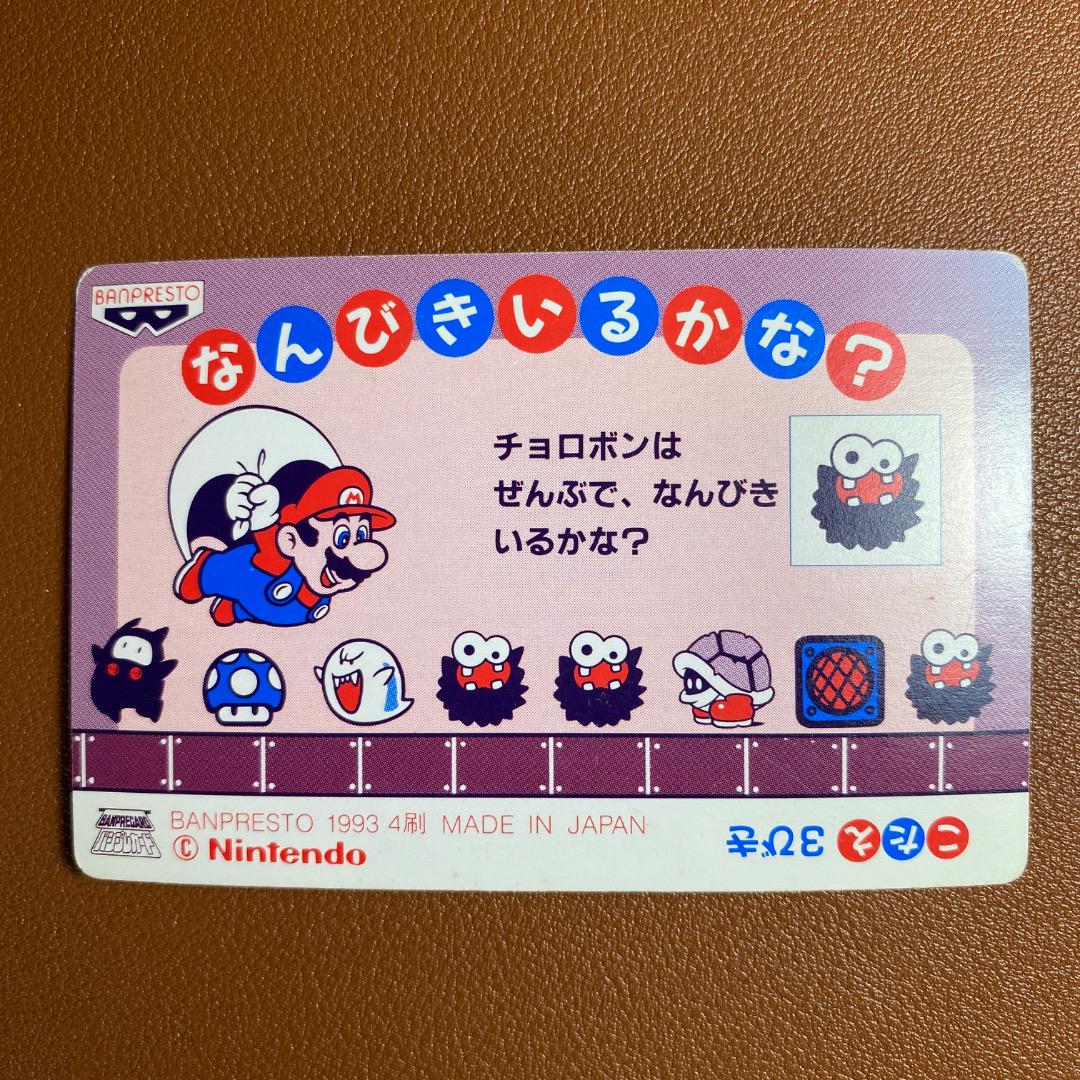 BANPRESTO
なんびきいるかな?
チョロボンは
ぜんぶで、なんびき
いるかな?
M
BANPRESTO 1993 4刷 MADE IN JAPAN
© Nintendo
こたえ 3びき